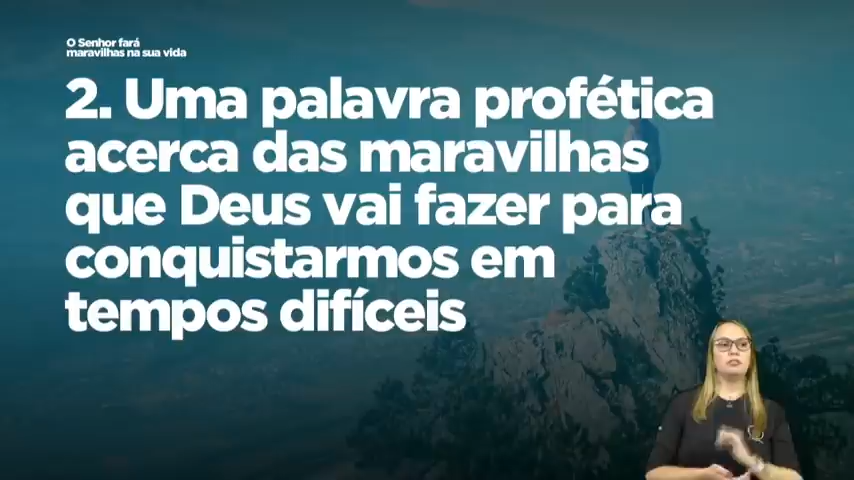 O Senhor fará
maravilhas na sua vida
2. Uma palavra profética
acerca das maravilhas
que Deus vai fazer para
conquistarmos em
tempos difíceis